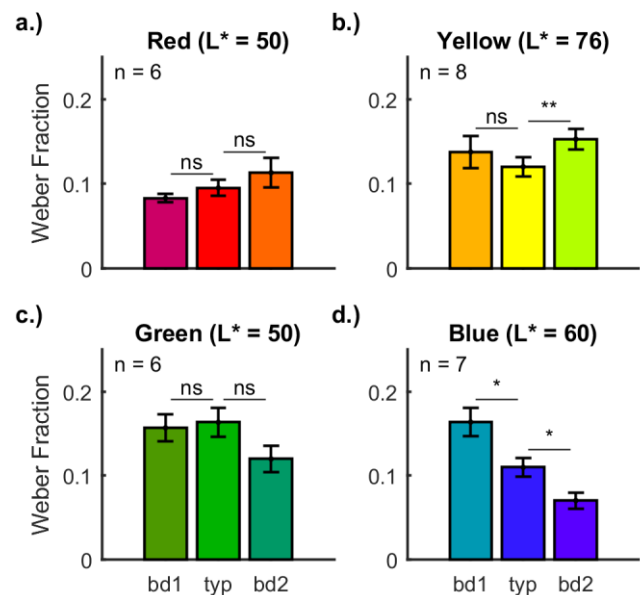 a.)
Red (L* = 50)
n = 6
Weber Fraction
0.2
0.1
0
ns
ns
b.)
Yellow (L* = 76)
n = 8
0.2
0.1
0
ns
**
c.)
Green (L* = 50)
n = 6
Weber Fraction
0.2
0.1
0
ns
ns
bd1 typ bd2
d.)
Blue (L* = 60)
n = 7
0.2
0.1
0
*
*
bd1 typ bd2